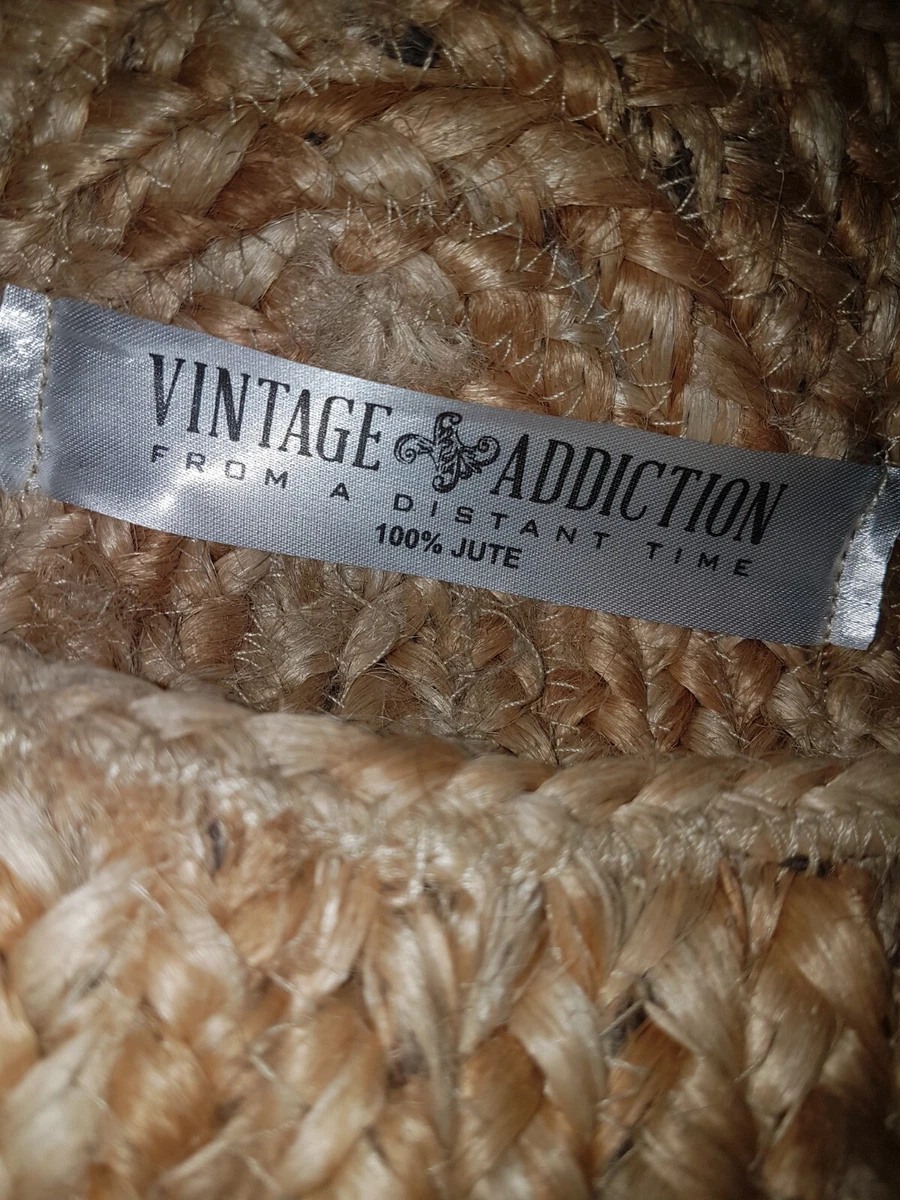 VINTAGE ADDICTION
FROM A DISTANT TIME
100% JUTE